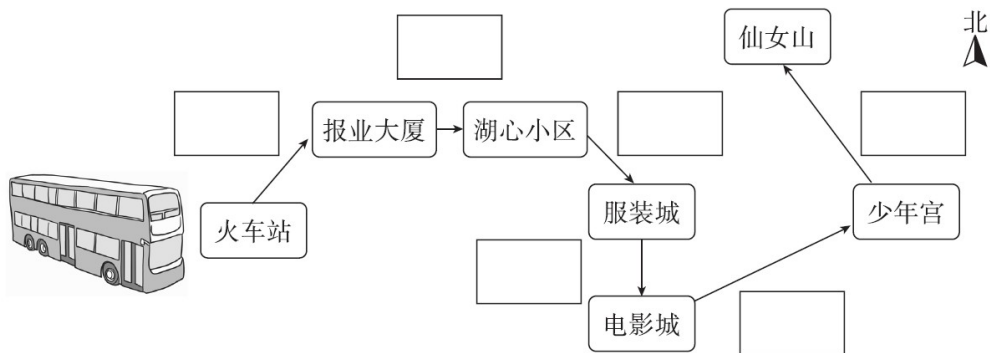 仙女山
北
报业大厦
湖心小区
火车站
服装城
少年宫
电影城